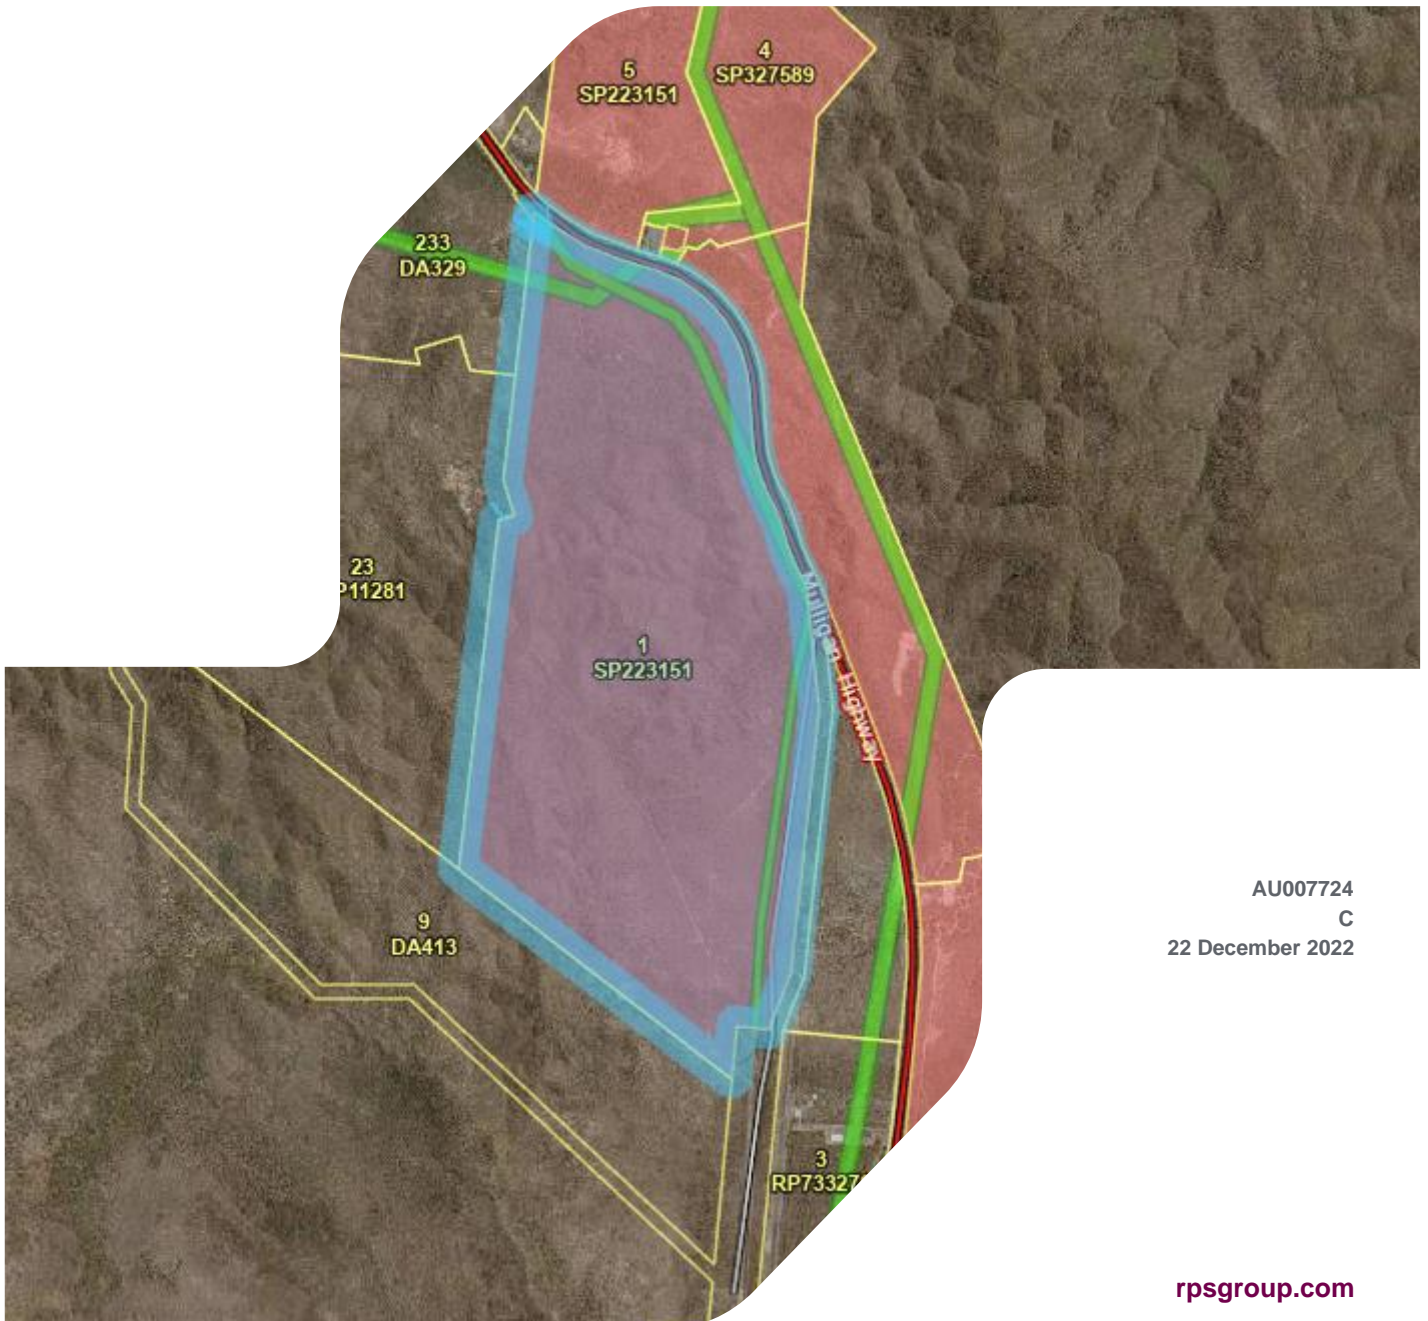 5
SP223151
4
SP327589
233
DA329
23
P11281
1
SP223151
Mulligan Highway
9
DA413
3
RP73327
AU007724
C
22 December 2022
rpsgroup.com